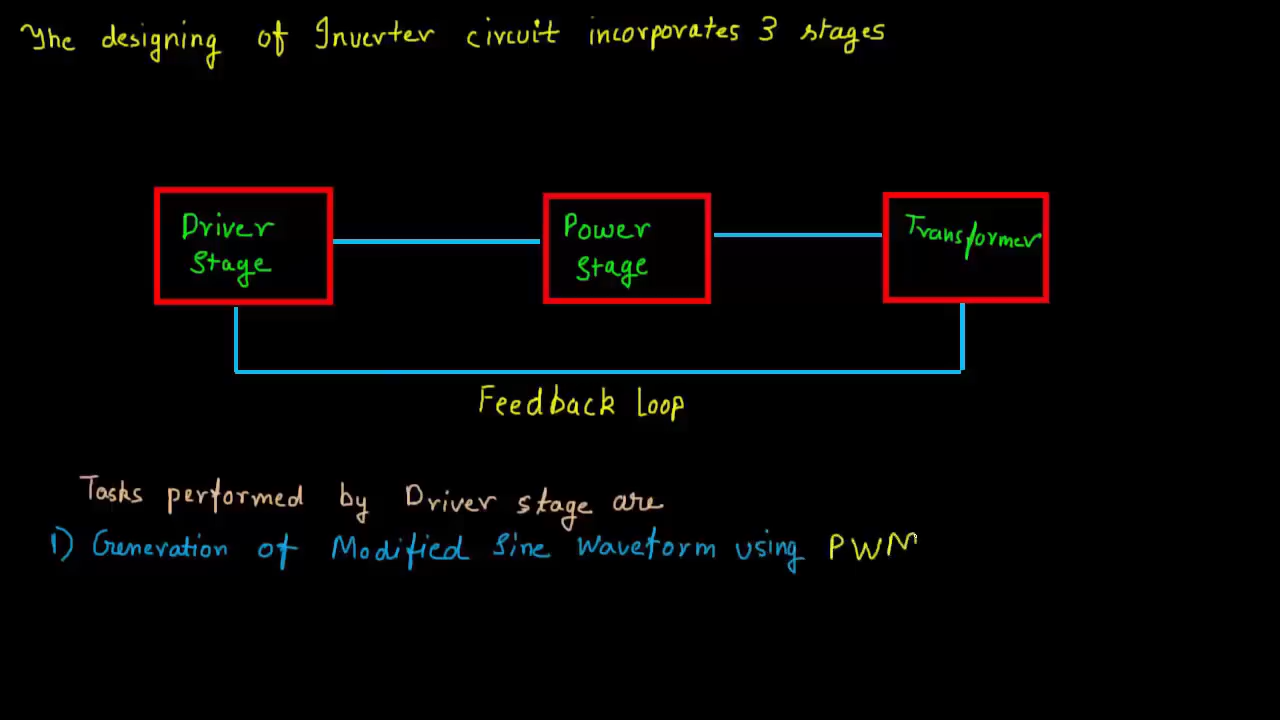 The designing of Inverter circuit incorporates 3 stages
Driver
Stage
Power
Stage
Transformer
Feedback Loop
Tasks performed by Driver stage are
1) Generation of Modified Sine Waveform using PWM